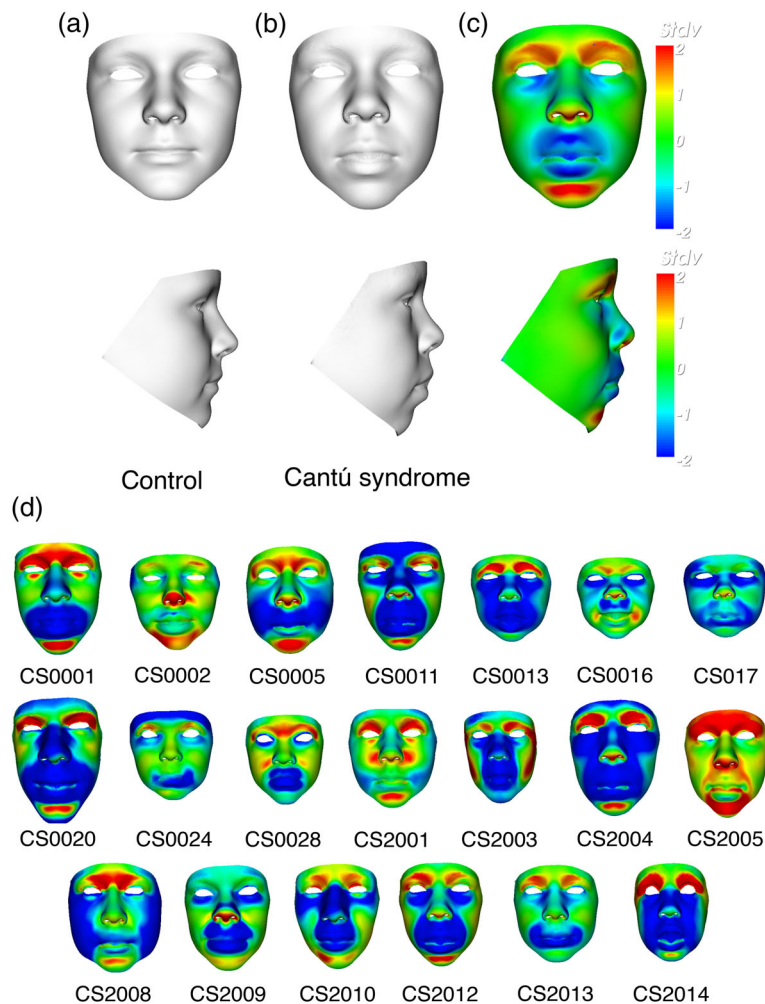 (a) (b) (c)
Stdv
2
1
0
-1
-2
Stdv
2
1
0
-1
-2
Control Cantú syndrome
(d)
CS0001 CS0002 CS0005 CS0011 CS0013 CS0016 CS017
CS0020 CS0024 CS0028 CS2001 CS2003 CS2004 CS2005
CS2008 CS2009 CS2010 CS2012 CS2013 CS2014